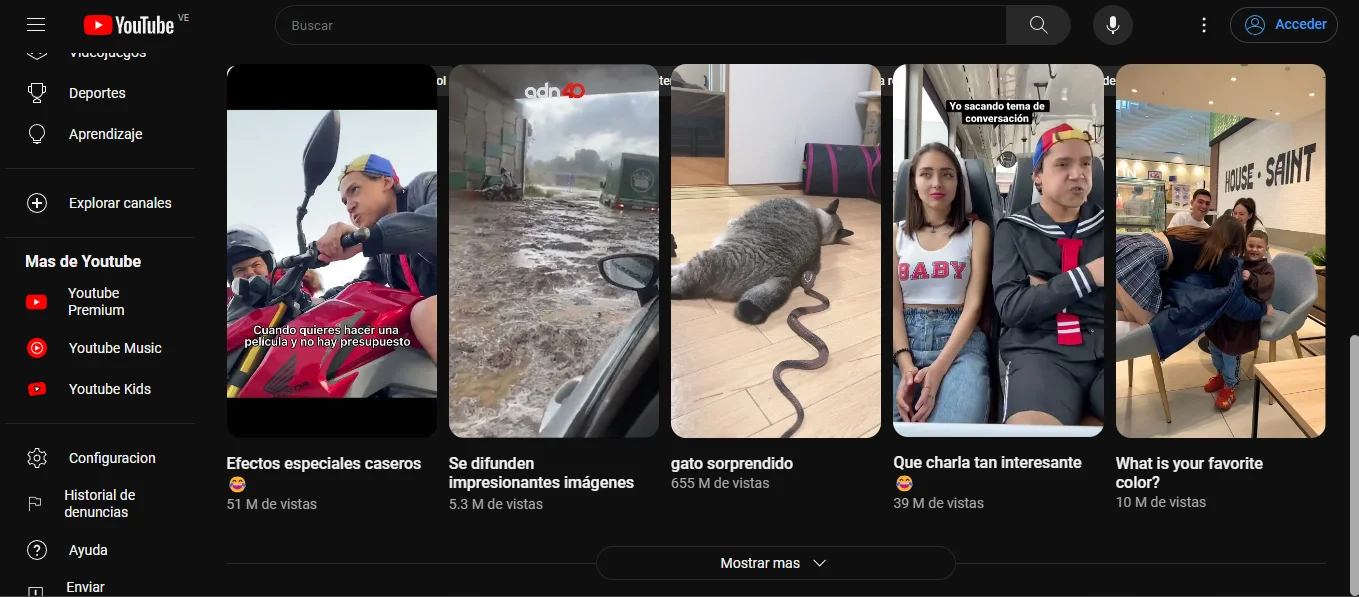 YouTube VE
Buscar
Acceder
Videojuegos
Deportes
Aprendizaje
Explorar canales
Mas de Youtube
Youtube
Premium
Youtube Music
Youtube Kids
Configuracion
Historial de
denuncias
Ayuda
Enviar
Cuando quieres hacer una
película y no hay presupuesto
adn40
Yo sacando tema de
conversación
BABY
HOUSE · SAINT
Efectos especiales caseros
😂
51 M de vistas
Se difunden
impresionantes imágenes
5.3 M de vistas
gato sorprendido
655 M de vistas
Que charla tan interesante
😂
39 M de vistas
What is your favorite
color?
10 M de vistas
Mostrar mas